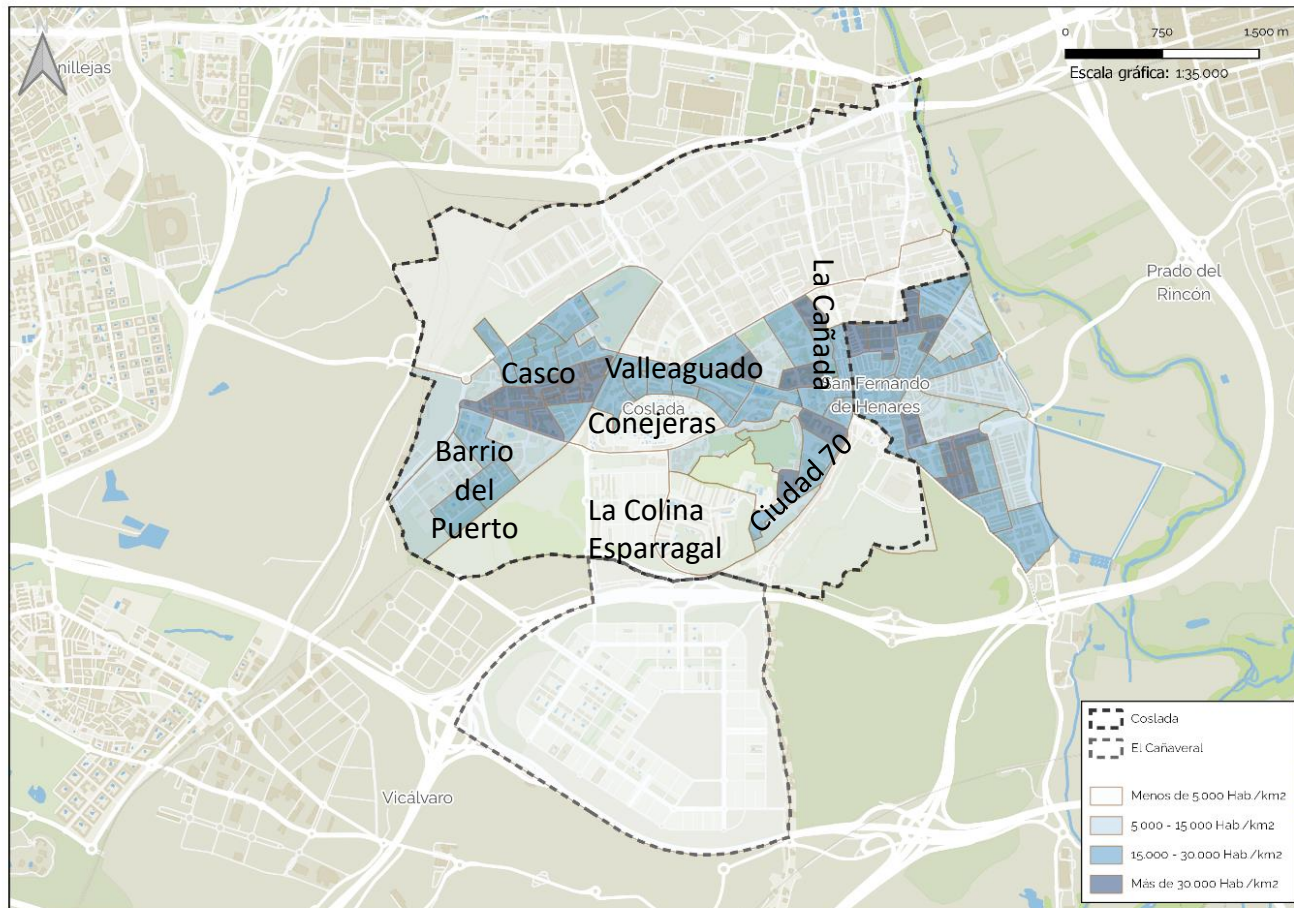 0 750 1.500 m
Escala gráfica: 1:35.000
nillejas
Prado del
Rincón
La Cañada
Casco
Valleaguado
San Fernando
de Henares
Coslada
Conejeras
Barrio
del
Puerto
Ciudad 70
La Colina
Esparragal
Vicálvaro
Coslada
El Cañaveral
Menos de 5.000 Hab./km2
5.000 - 15.000 Hab./km2
15.000 - 30.000 Hab./km2
Más de 30.000 Hab./km2